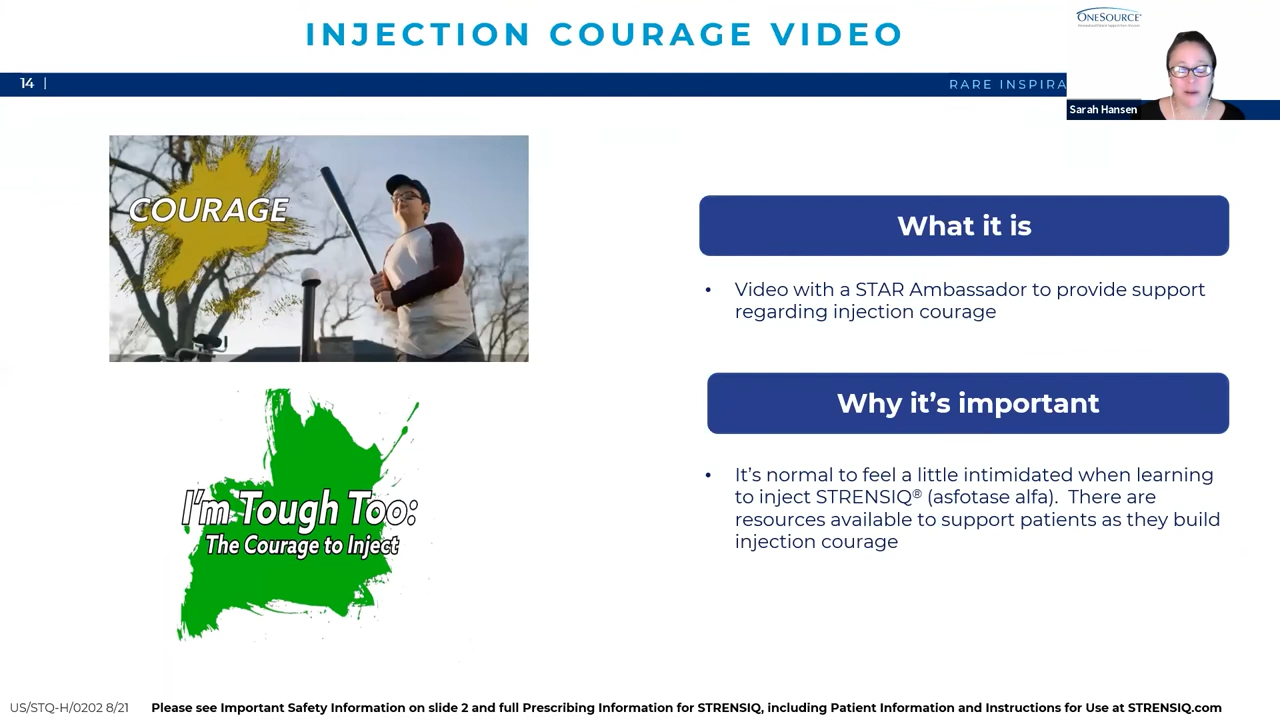 INJECTION COURAGE VIDEO
ONESOURCE
14 |
RARE INSPIRA
Sarah Hansen
COURAGE
What it is
• Video with a STAR Ambassador to provide support
regarding injection courage
Why it's important
• It's normal to feel a little intimidated when learning
to inject STRENSIQ® (asfotase alfa). There are
resources available to support patients as they build
injection courage
I'm Tough Too:
The Courage to Inject
US/STQ-H/0202 8/21 Please see Important Safety Information on slide 2 and full Prescribing Information for STRENSIQ, including Patient Information and Instructions for Use at STRENSIQ.com